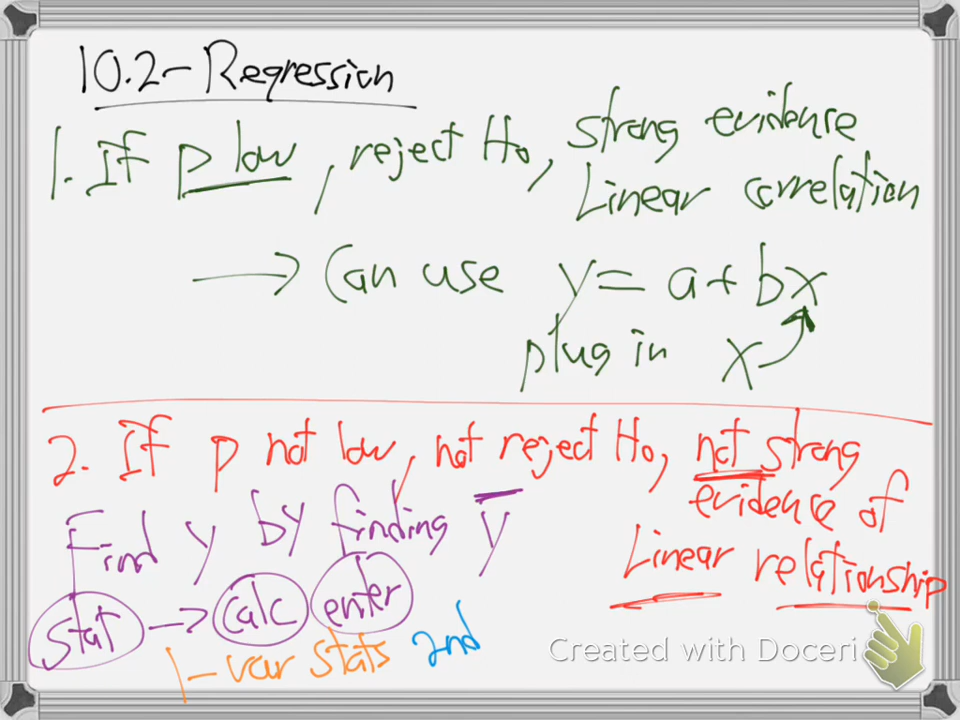 10.2 - Regression
1. If p low, reject Ho, strong evidence
Linear correlation
→ Can use y = a + bx
plug in x
2. If p not low, not reject Ho, not strong
evidence of
Linear relationship
Find y by finding y̅
Stat → Calc enter
1-var stats 2nd
Created with Doceri